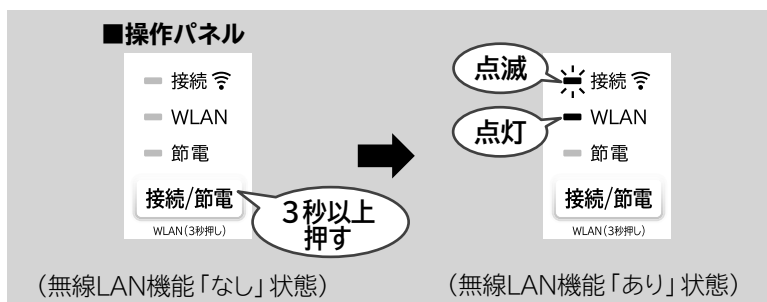 ■操作パネル
接続
WLAN
節電
接続/節電
WLAN(3秒押し)
3秒以上
押す
(無線LAN機能「なし」状態)
点滅
接続
点灯
WLAN
節電
接続/節電
WLAN(3秒押し)
(無線LAN機能「あり」状態)